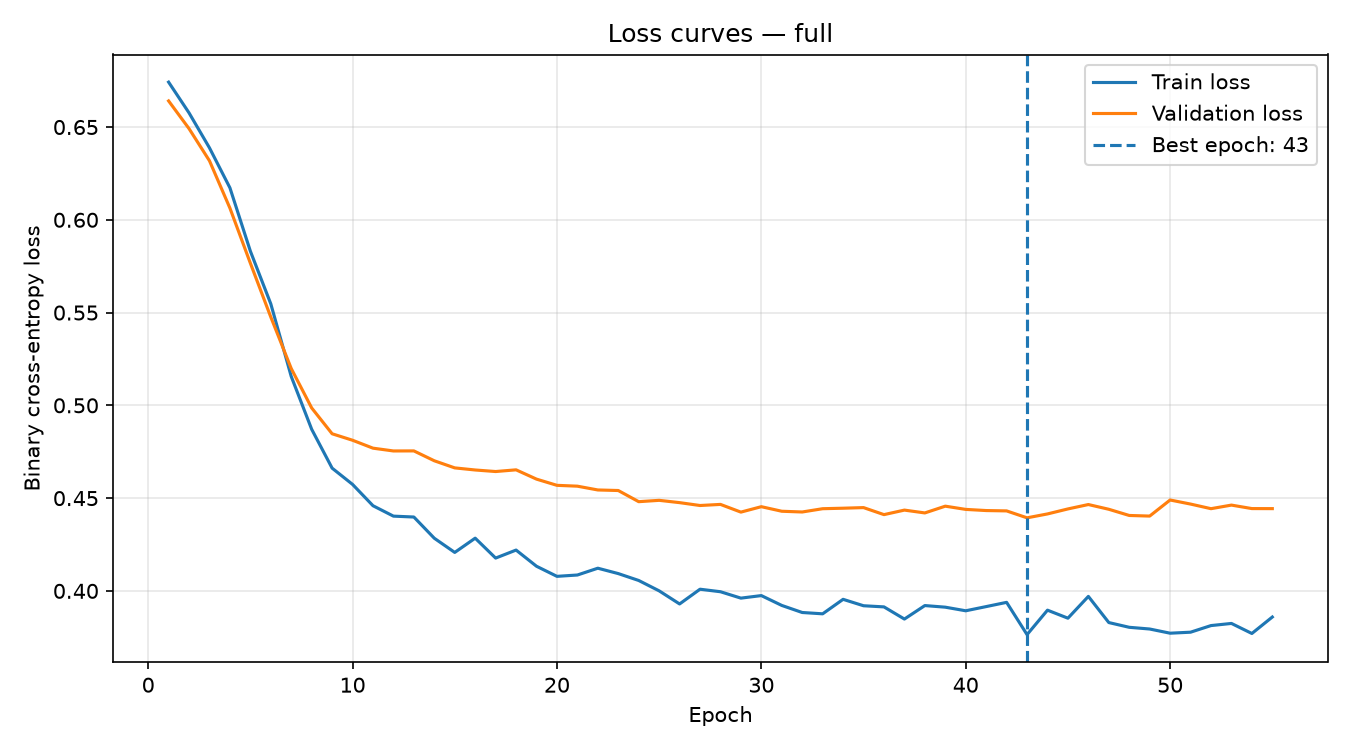 Loss curves — full
Train loss
Validation loss
Best epoch: 43
Binary cross-entropy loss
0.65
0.60
0.55
0.50
0.45
0.40
0
10
20
30
40
50
Epoch